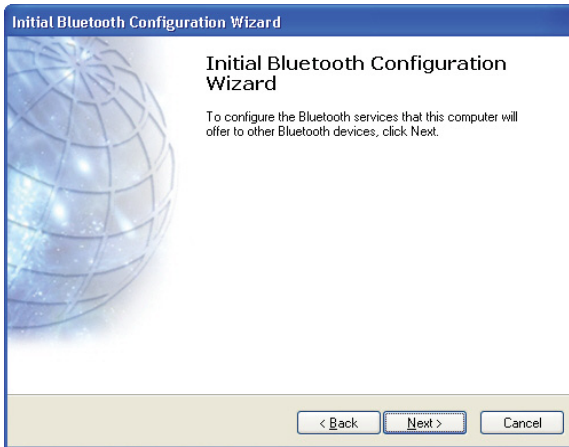 Initial Bluetooth Configuration Wizard
Initial Bluetooth Configuration
Wizard
To configure the Bluetooth services that this computer will
offer to other Bluetooth devices, click Next.
< Back
Next >
Cancel